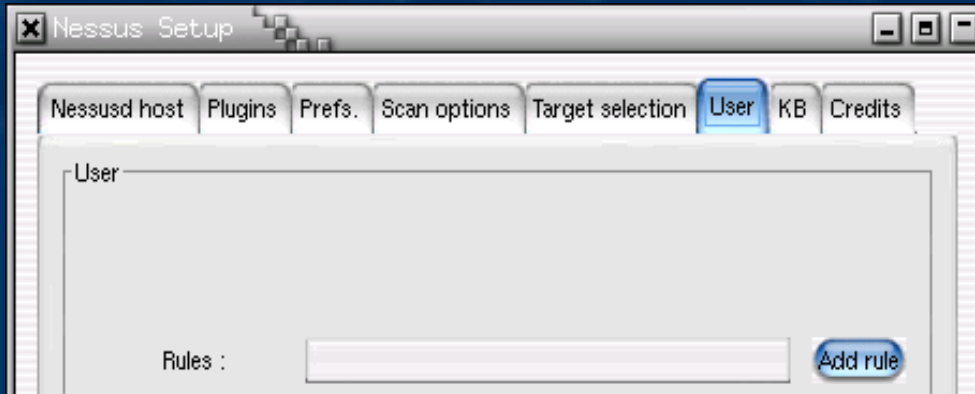 Nessus Setup
Nessusd host Plugins Prefs. Scan options Target selection User KB Credits
User
Rules : Add rule